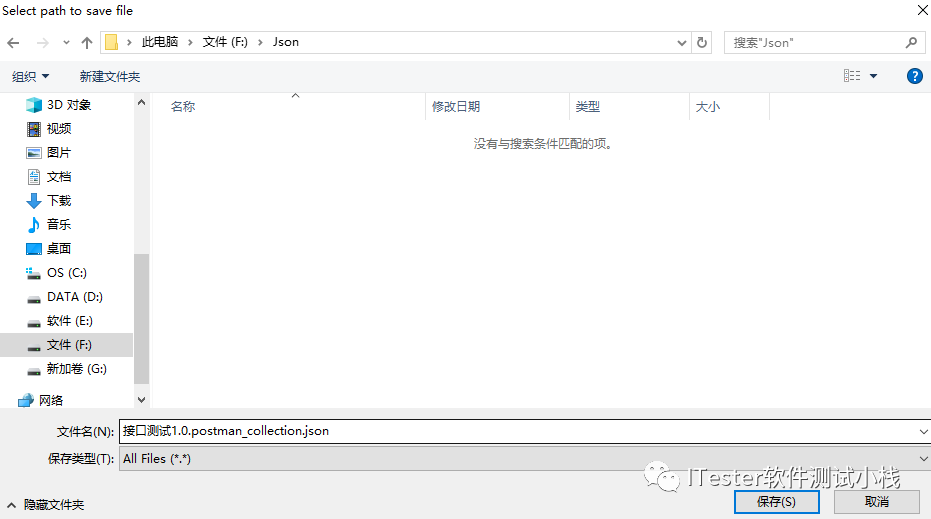 Select path to save file
此电脑 > 文件 (F:) > Json
搜索"Json"
组织 新建文件夹
名称 修改日期 类型 大小
没有与搜索条件匹配的项。
3D 对象
视频
图片
文档
下载
音乐
桌面
OS (C:)
DATA (D:)
软件 (E:)
文件 (F:)
新加卷 (G:)
网络
文件名(N): 接口测试1.0.postman_collection.json
保存类型(T): All Files (*.*)
ITester软件测试小栈
隐藏文件夹
保存(S) 取消